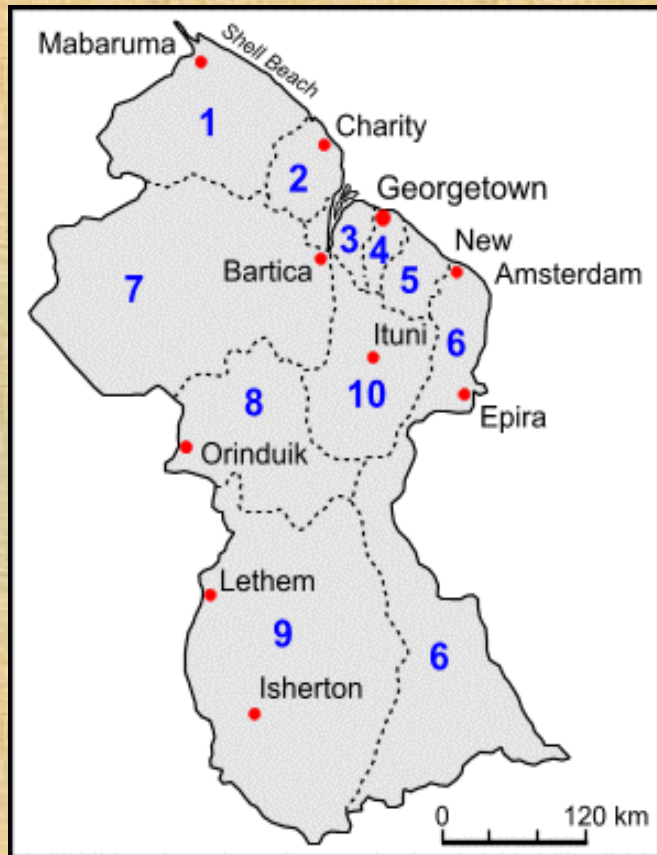 Mabaruma
Shell Beach
1
Charity
2
Georgetown
3
4
New
Amsterdam
Bartica
5
7
Ituni
6
8
10
Epira
Orinduik
Lethem
9
6
Isherton
0
120 km